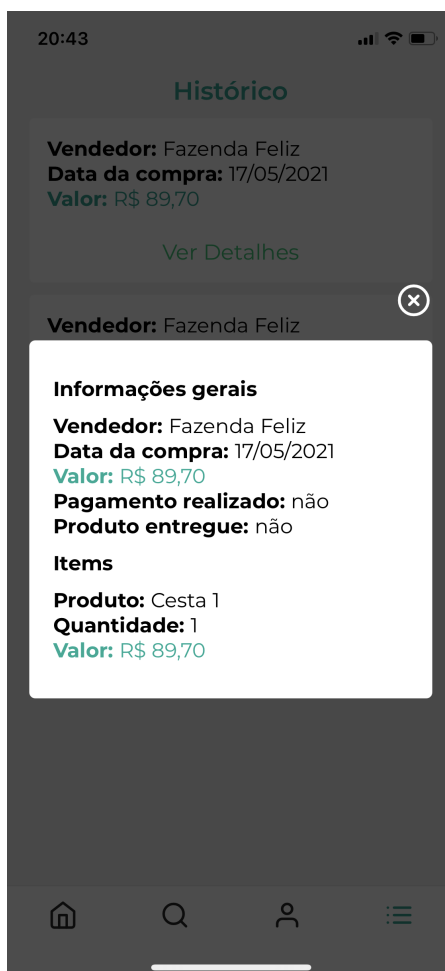 20:43
Histórico
Vendedor: Fazenda Feliz
Data da compra: 17/05/2021
Valor: R$ 89,70
Ver Detalhes
Vendedor: Fazenda Feliz
Informações gerais
Vendedor: Fazenda Feliz
Data da compra: 17/05/2021
Valor: R$ 89,70
Pagamento realizado: não
Produto entregue: não
Items
Produto: Cesta 1
Quantidade: 1
Valor: R$ 89,70